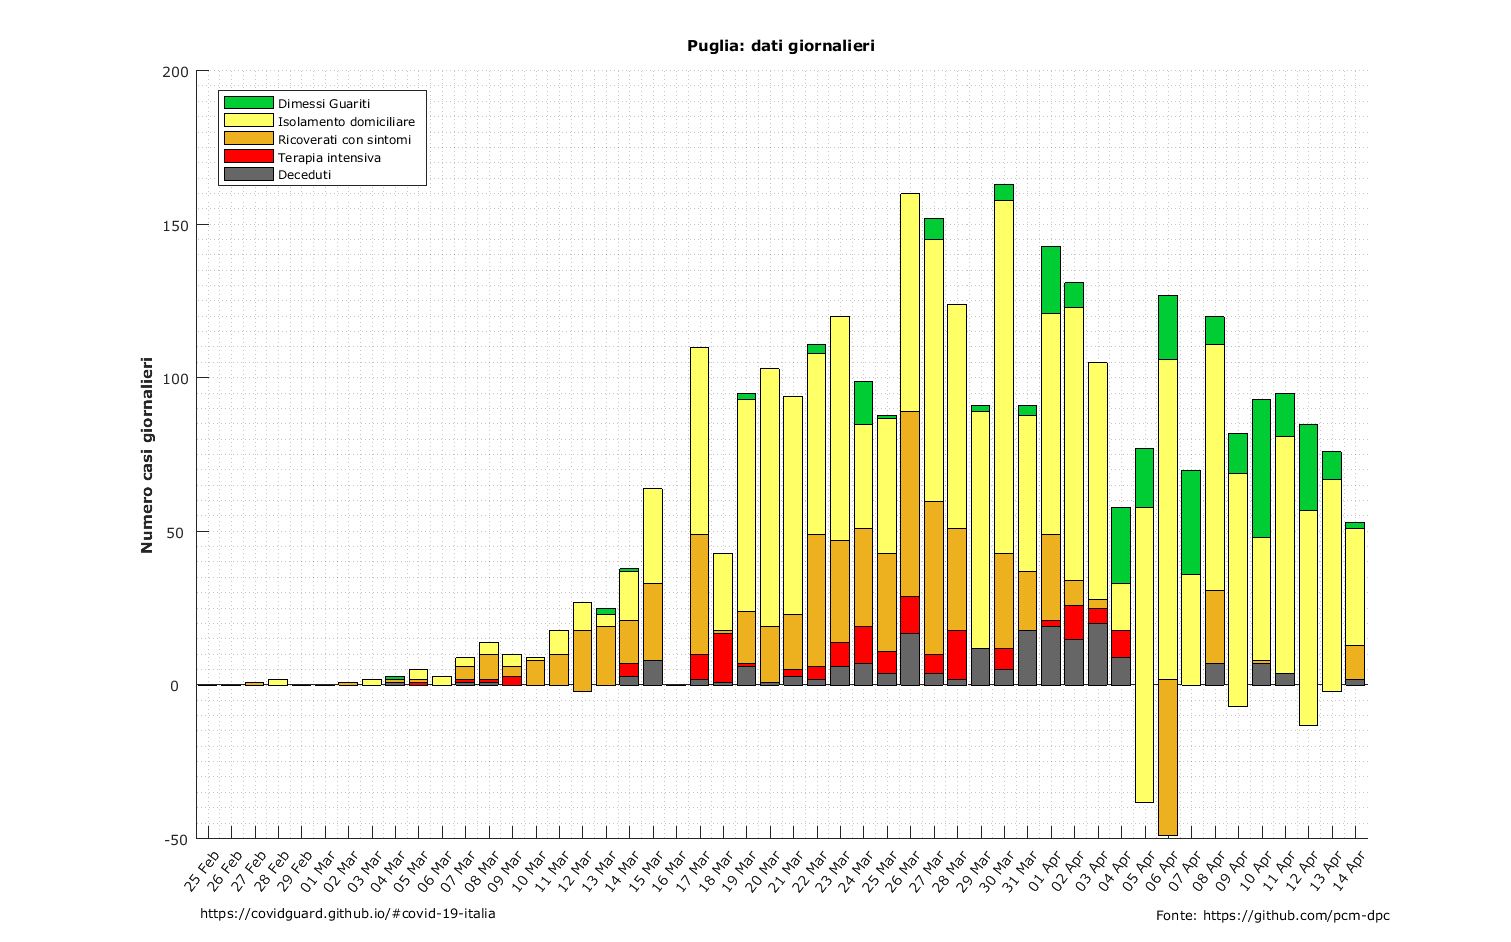 Puglia: dati giornalieri
200
150
100
50
0
-50
Numero casi giornalieri
Dimessi Guariti
Isolamento domiciliare
Ricoverati con sintomi
Terapia intensiva
Deceduti
25 Feb
26 Feb
27 Feb
28 Feb
29 Feb
01 Mar
02 Mar
03 Mar
04 Mar
05 Mar
06 Mar
07 Mar
08 Mar
09 Mar
10 Mar
11 Mar
12 Mar
13 Mar
14 Mar
15 Mar
16 Mar
17 Mar
18 Mar
19 Mar
20 Mar
21 Mar
22 Mar
23 Mar
24 Mar
25 Mar
26 Mar
27 Mar
28 Mar
29 Mar
30 Mar
31 Mar
01 Apr
02 Apr
03 Apr
04 Apr
05 Apr
06 Apr
07 Apr
08 Apr
09 Apr
10 Apr
11 Apr
12 Apr
13 Apr
14 Apr
https://covidguard.github.io/#covid-19-italia
Fonte: https://github.com/pcm-dpc